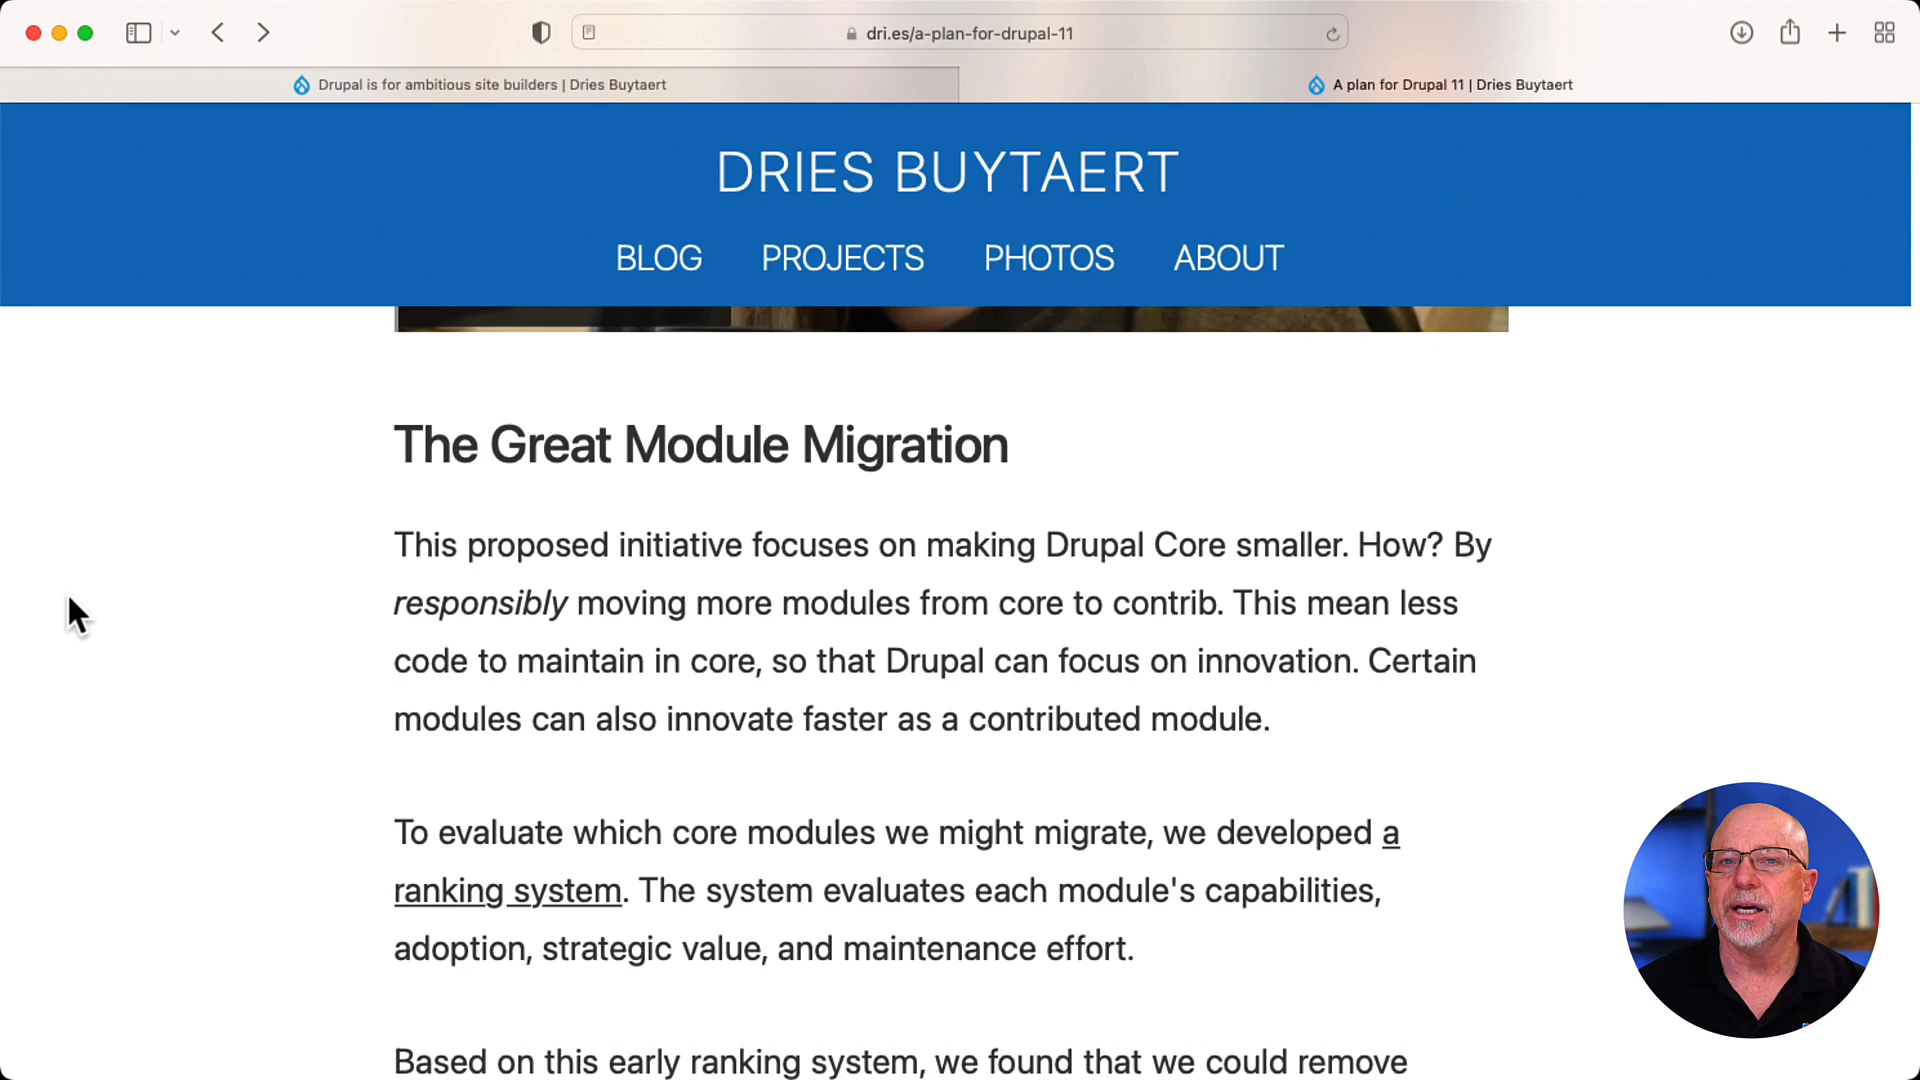 dri.es/a-plan-for-drupal-11
Drupal is for ambitious site builders | Dries Buytaert
A plan for Drupal 11 | Dries Buytaert
DRIES BUYTAERT
BLOG PROJECTS PHOTOS ABOUT
The Great Module Migration
This proposed initiative focuses on making Drupal Core smaller. How? By
responsibly moving more modules from core to contrib. This mean less
code to maintain in core, so that Drupal can focus on innovation. Certain
modules can also innovate faster as a contributed module.
To evaluate which core modules we might migrate, we developed a
ranking system. The system evaluates each module's capabilities,
adoption, strategic value, and maintenance effort.
Based on this early ranking system, we found that we could remove